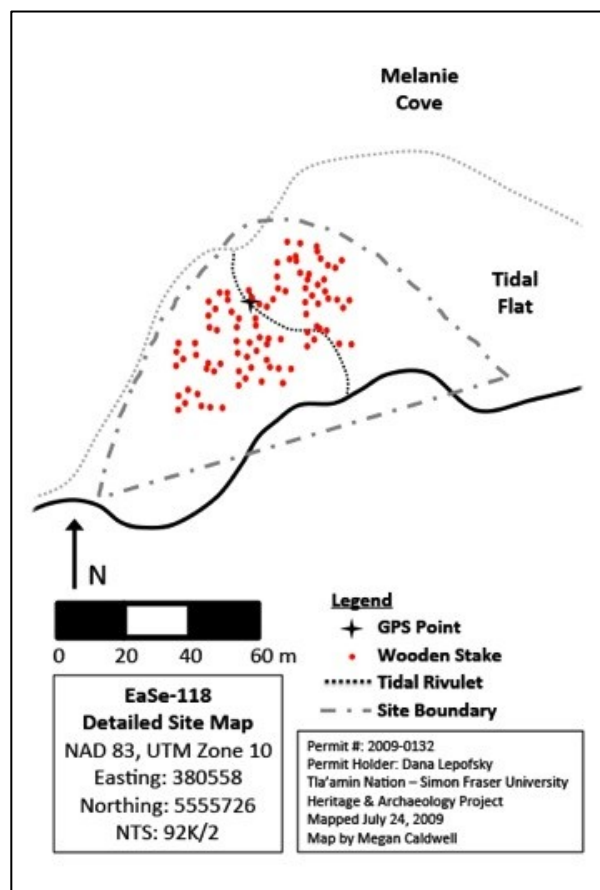 Melanie
Cove
Tidal
Flat
N
0 20 40 60 m
Legend
GPS Point
Wooden Stake
Tidal Rivulet
Site Boundary
EaSe-118
Detailed Site Map
NAD 83, UTM Zone 10
Easting: 380558
Northing: 5555726
NTS: 92K/2
Permit #: 2009-0132
Permit Holder: Dana Lepofsky
Tla'amin Nation – Simon Fraser University
Heritage & Archaeology Project
Mapped July 24, 2009
Map by Megan Caldwell